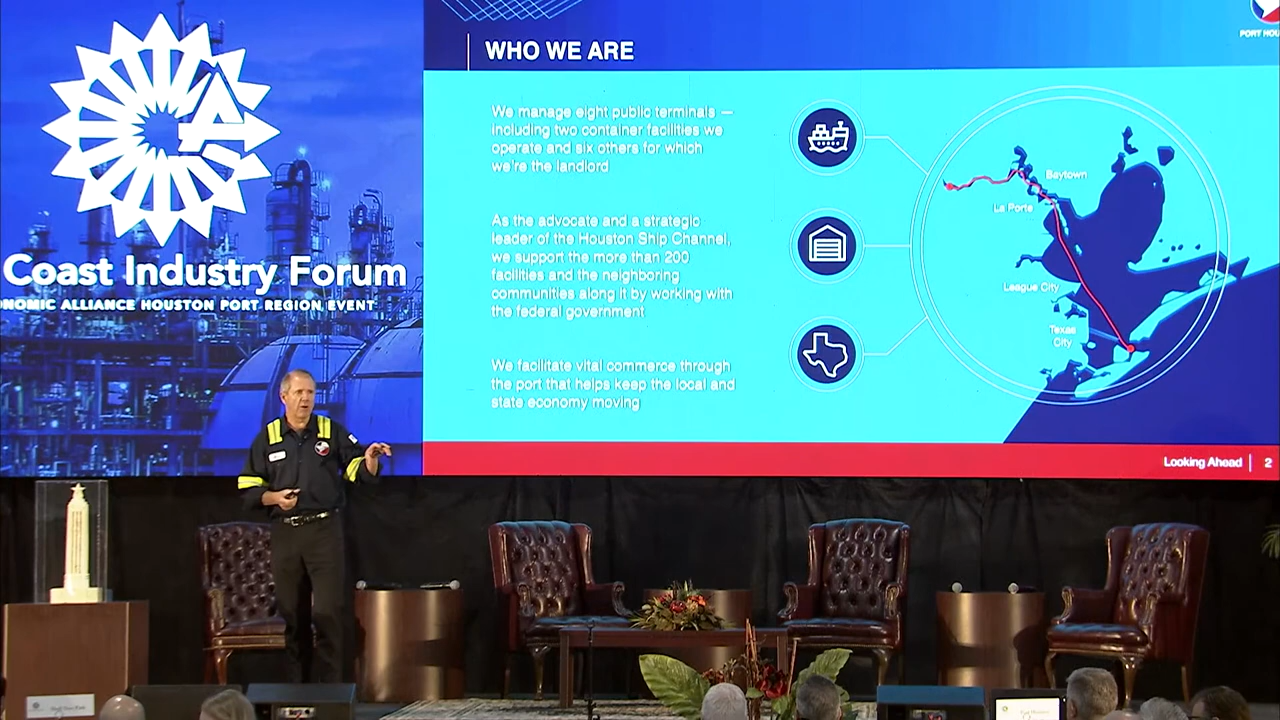 Coast Industry Forum
NOMIC ALLIANCE HOUSTON PORT REGION EVENT
WHO WE ARE
PORT HOU
We manage eight public terminals —
including two container facilities we
operate and six others for which
we're the landlord
As the advocate and a strategic
leader of the Houston Ship Channel,
we support the more than 200
facilities and the neighboring
communities along it by working with
the federal government
We facilitate vital commerce through
the port that helps keep the local and
state economy moving
Baytown
La Porte
League City
Texas
City
Looking Ahead | 2